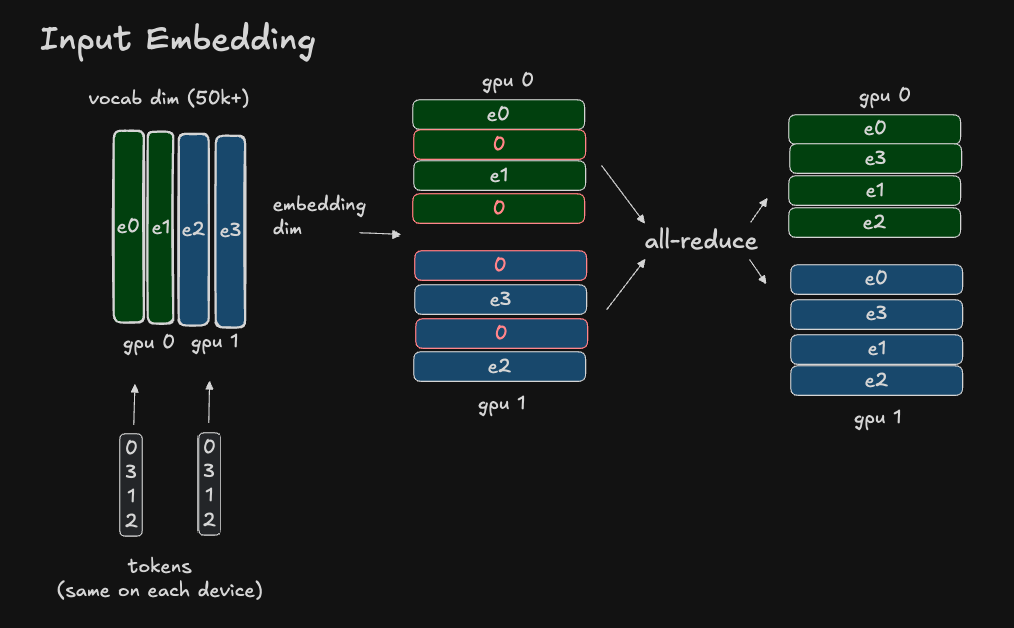 Input Embedding
vocab dim (50k+)
e0 e1 e2 e3
gpu 0 gpu 1
0 0
3 3
1 1
2 2
tokens
(same on each device)
embedding
dim
gpu 0
e0
0
e1
0
0
e3
0
e2
gpu 1
all-reduce
gpu 0
e0
e3
e1
e2
e0
e3
e1
e2
gpu 1